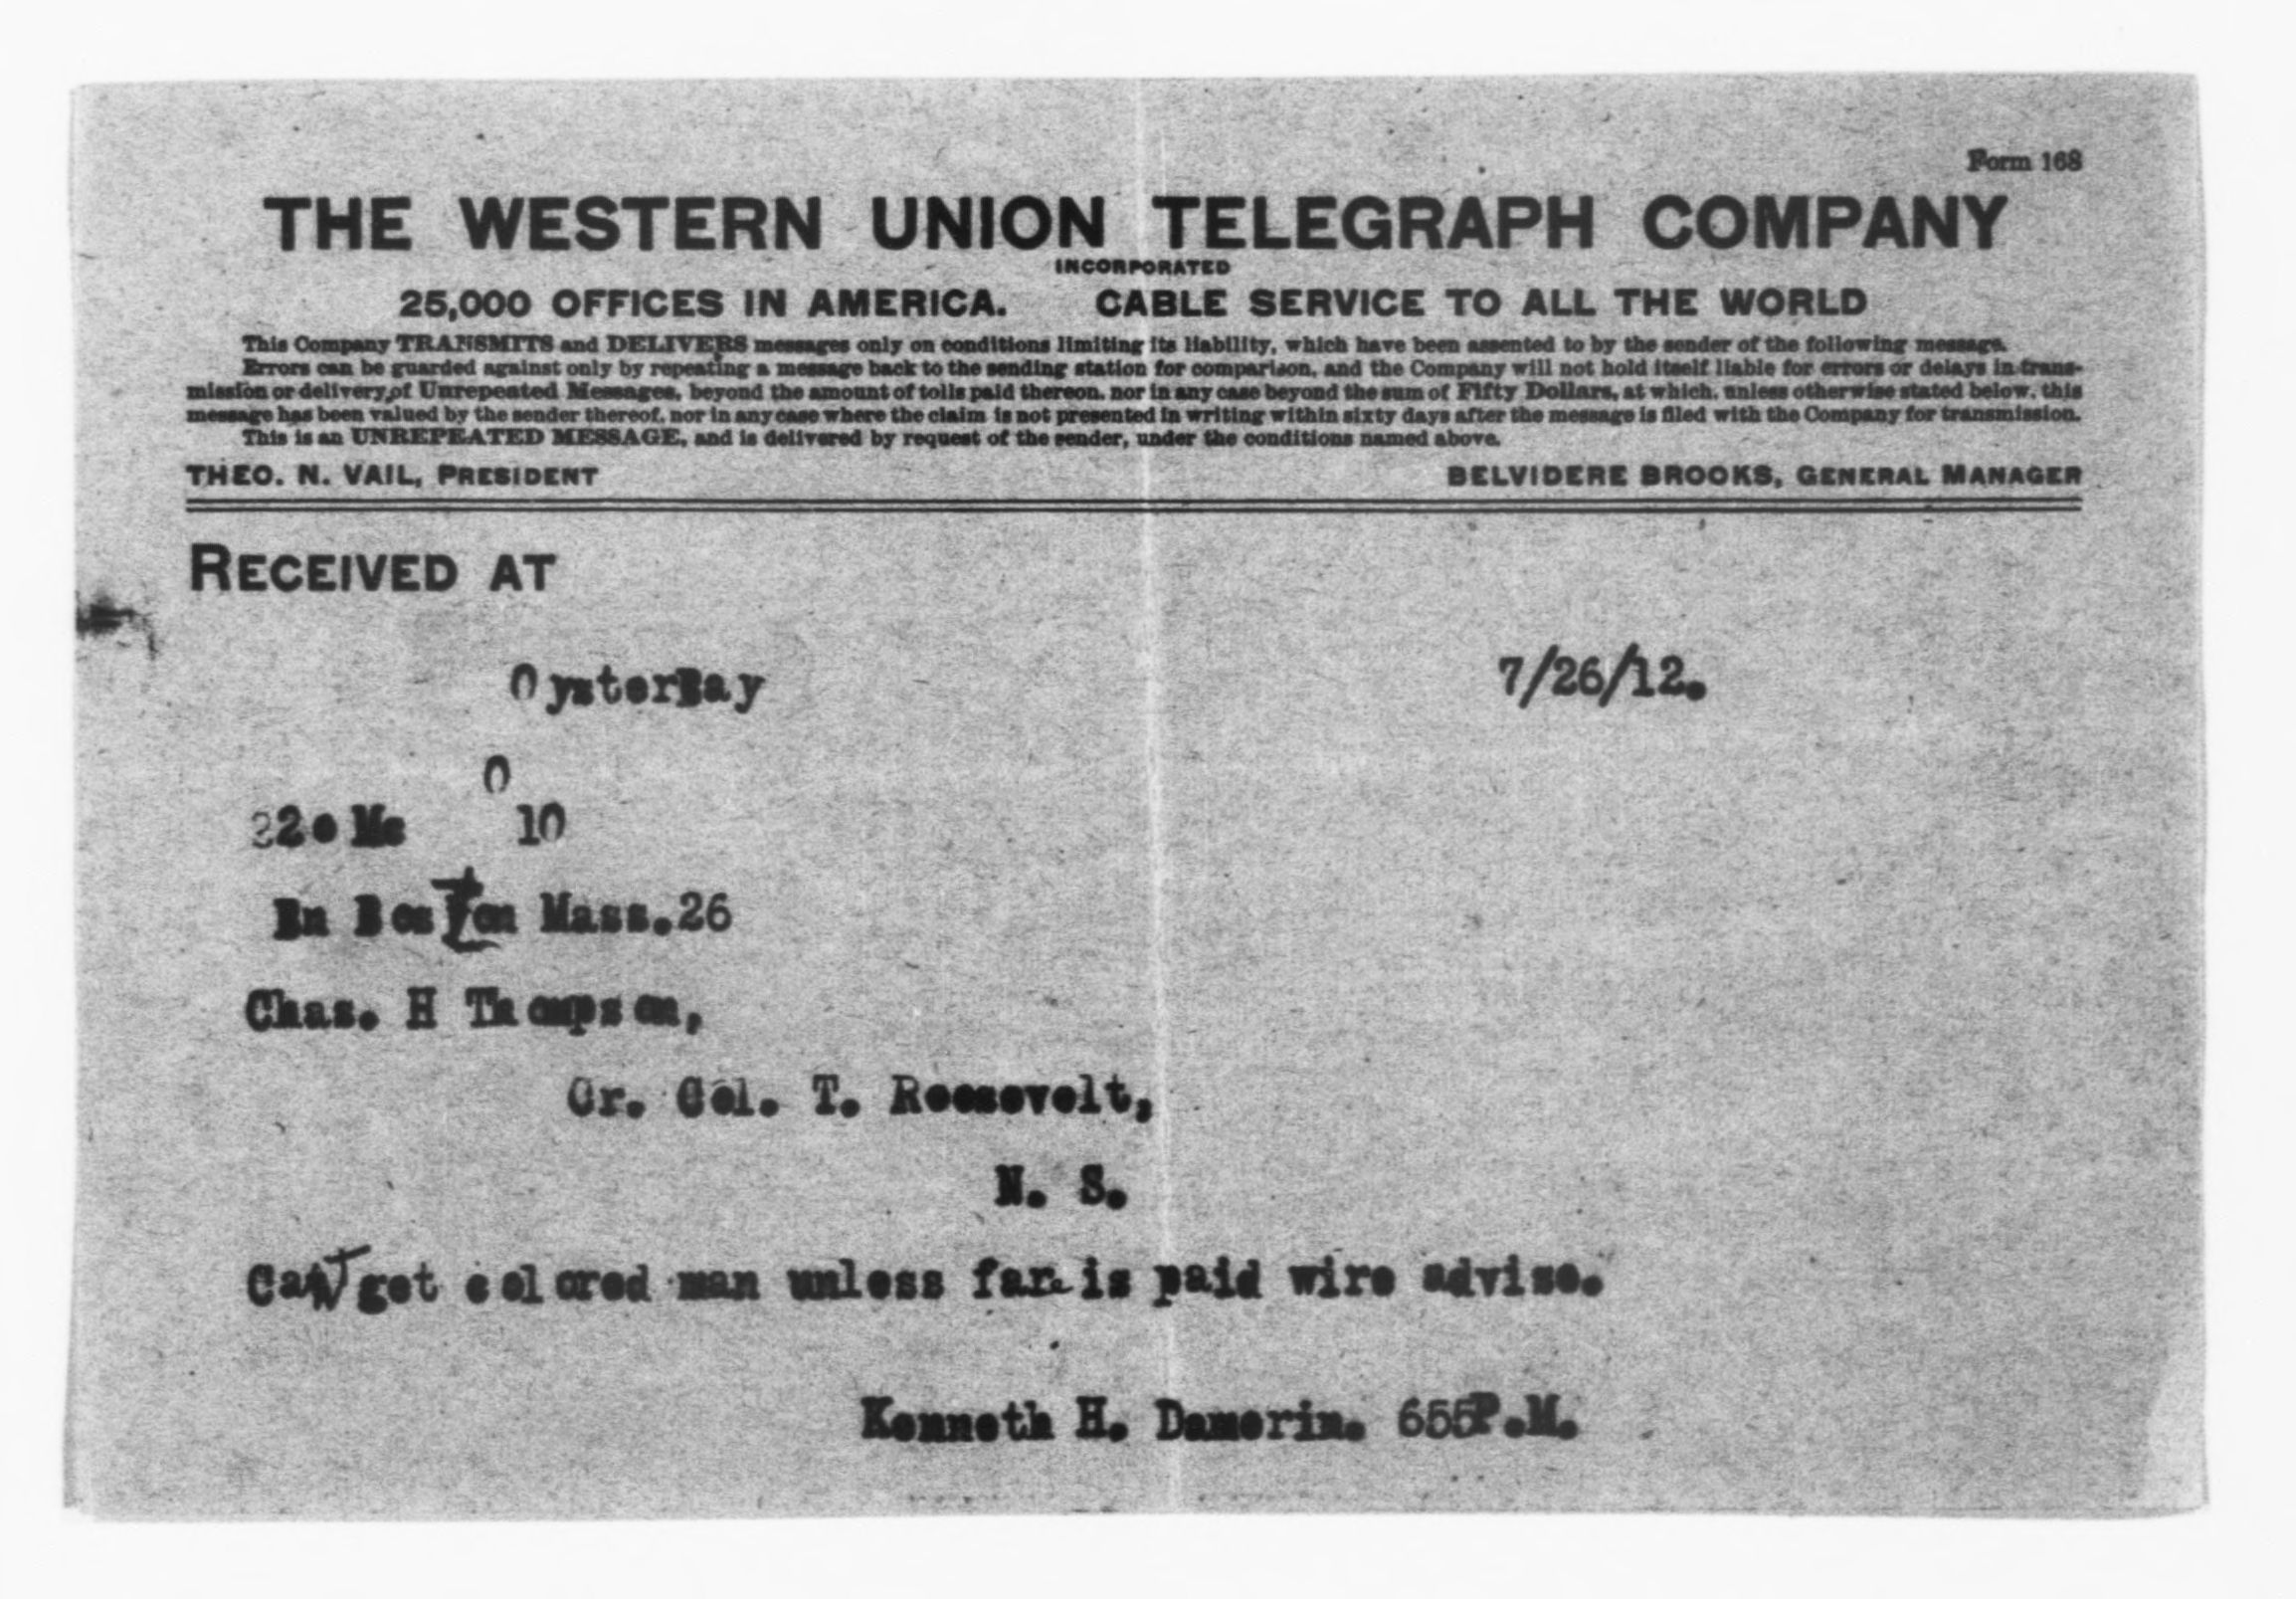 Form 168
THE WESTERN UNION TELEGRAPH COMPANY
INCORPORATED
25,000 OFFICES IN AMERICA. CABLE SERVICE TO ALL THE WORLD
This Company TRANSMITS and DELIVERS messages only on conditions limiting its liability, which have been assented to by the sender of the following message.
Errors can be guarded against only by repeating a message back to the sending station for comparison, and the Company will not hold itself liable for errors or delays in trans-
mission or delivery of Unrepeated Messages, beyond the amount of tolls paid thereon, nor in any case beyond the sum of Fifty Dollars, at which, unless otherwise stated below, this
message has been valued by the sender thereof, nor in any case where the claim is not presented in writing within sixty days after the message is filed with the Company for transmission.
This is an UNREPEATED MESSAGE, and is delivered by request of the sender, under the conditions named above.
THEO. N. VAIL, PRESIDENT BELVIDERE BROOKS, GENERAL MANAGER
RECEIVED AT
OysterBay 7/26/12.
0
10
Bn Boston Mass.26
Chas. H Thompson,
Cr. Col. T. Roosevelt,
N. S.
Cant get colored man unless fare is paid wire advise.
Kenneth H. Damerin. 655P.M.